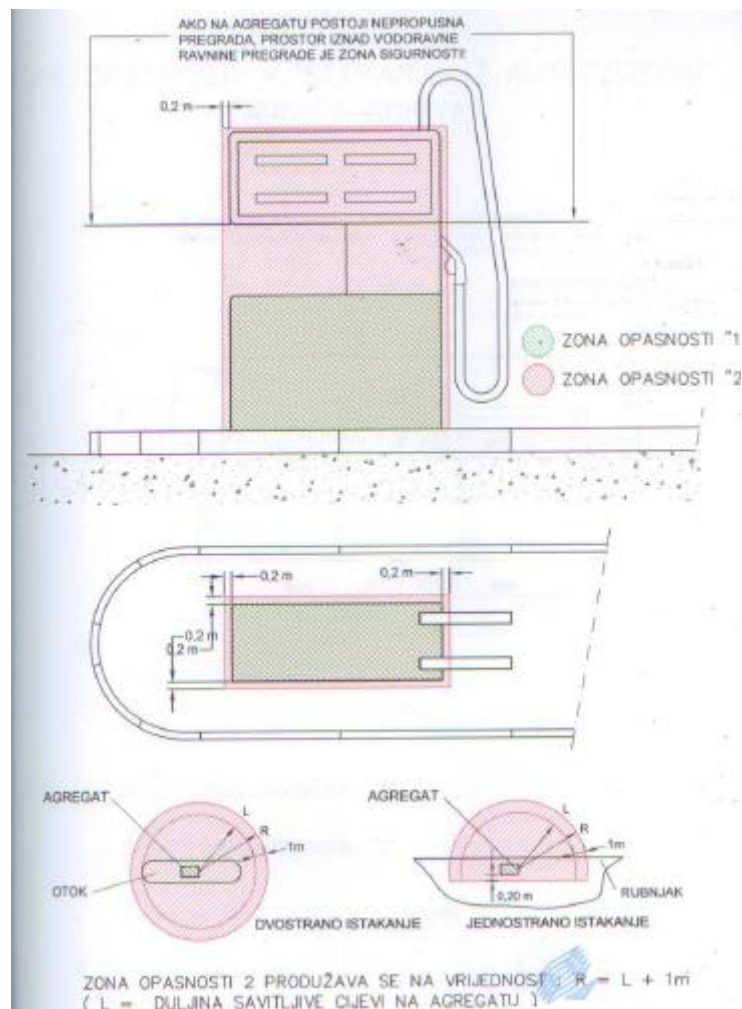 AKO NA AGREGATU POSTOJI NEPROPUSNA
PREGRADA, PROSTOR IZNAD VODORAVNE
RAVNINE PREGRADE JE ZONA SIGURNOSTI!
0,2 m
ZONA OPASNOSTI "1
ZONA OPASNOSTI "2
0,2 m
0,2 m
0,2 m
0,2 m
AGREGAT
L
R
1m
OTOK
DVOSTRANO ISTAKANJE
AGREGAT
L
R
1m
0,20 m
RUBNJAK
JEDNOSTRANO ISTAKANJE
ZONA OPASNOSTI 2 PRODUŽAVA SE NA VRIJEDNOST : R = L + 1m
( L = DULJINA SAVITLJIVE CIJEVI NA AGREGATU )